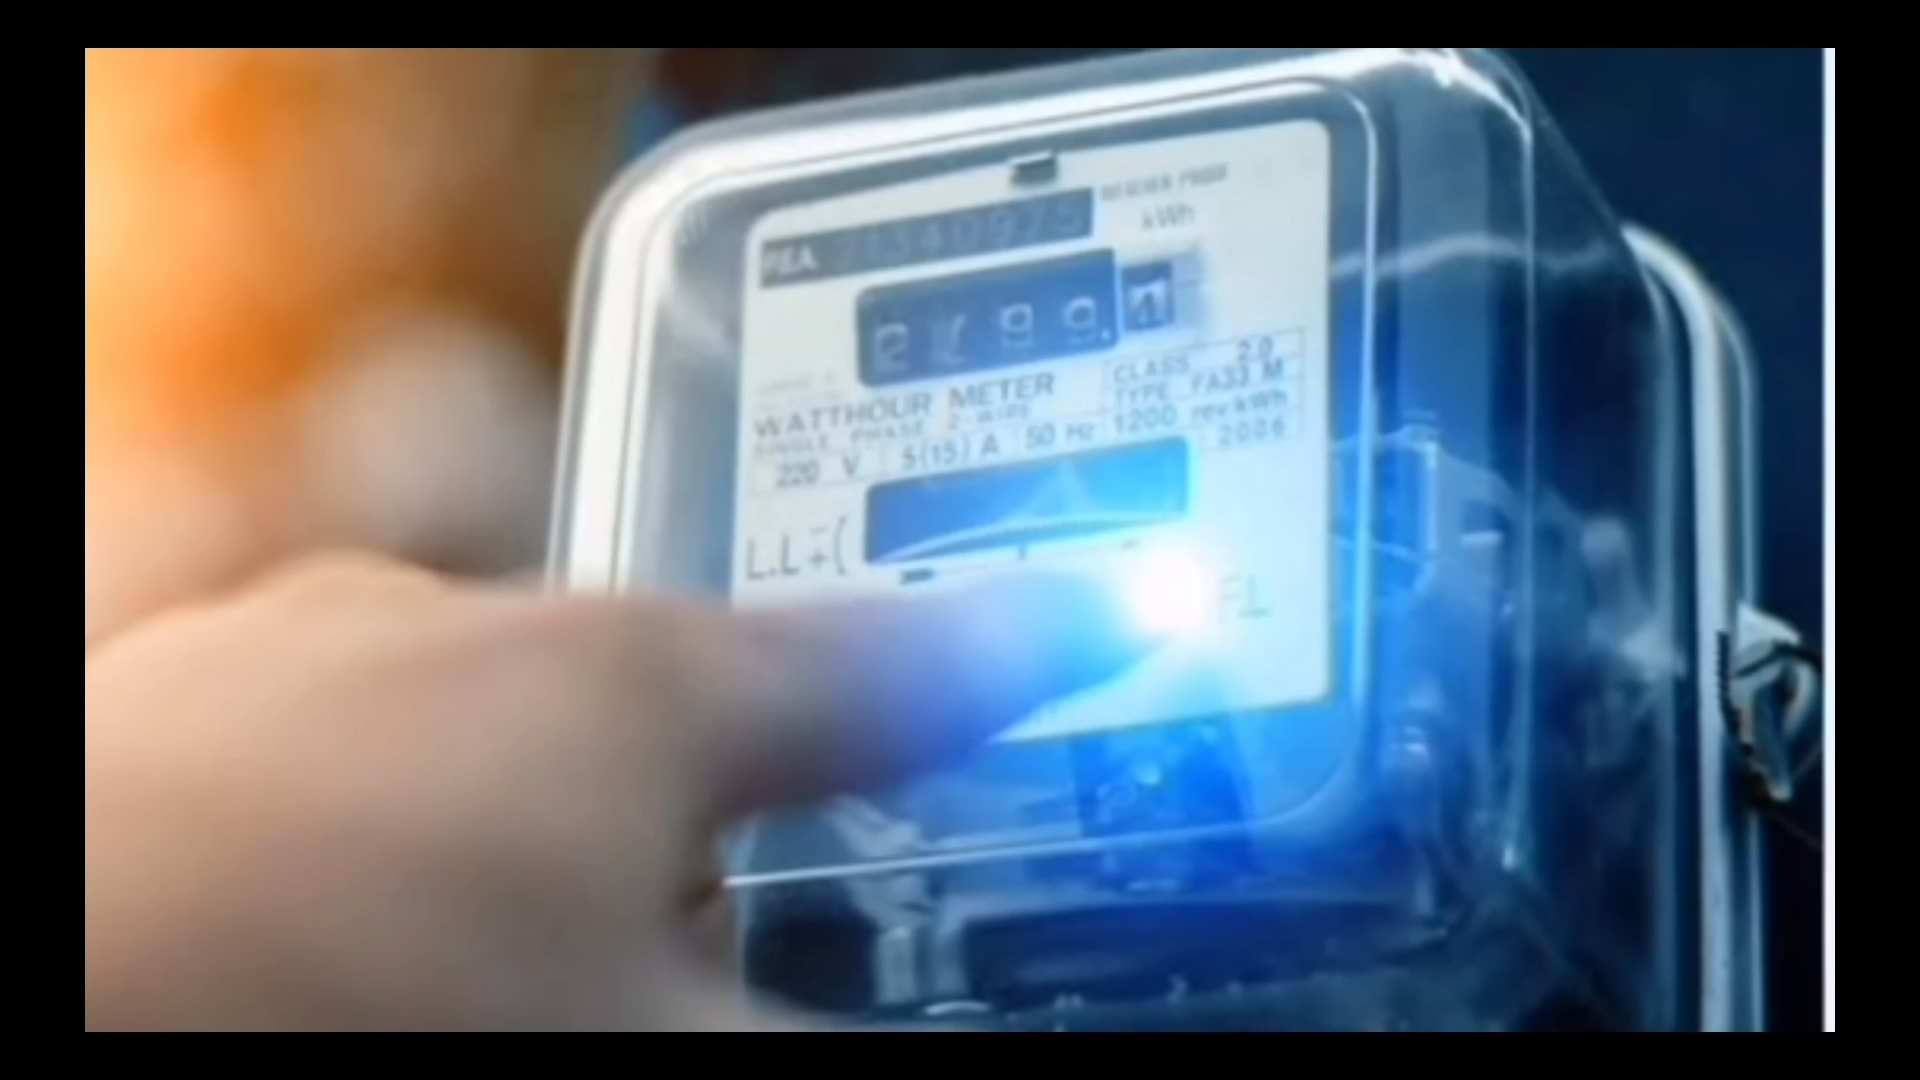 PEA
kWh
WATTHOUR METER
SINGLE PHASE 2-WIRE
CLASS 2.0
TYPE FA33 M
220 V 5(15) A 50 Hz 1200 rev/kWh
2006
L.L
FL